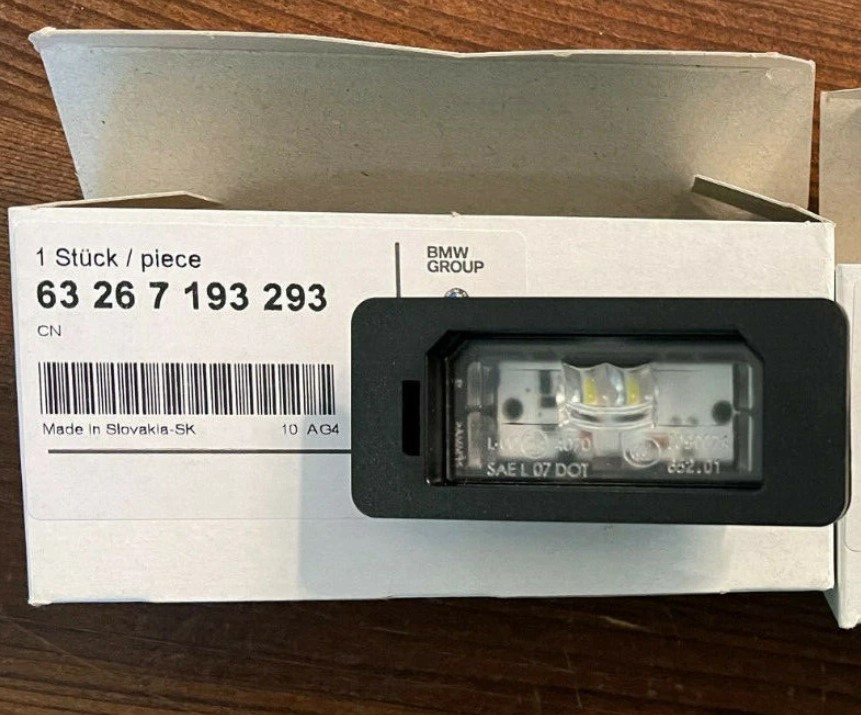 1 Stück / piece
63 26 7 193 293
CN
Made in Slovakia-SK
10 AG4
BMW
GROUP
SAE L 07 DOT
652.01